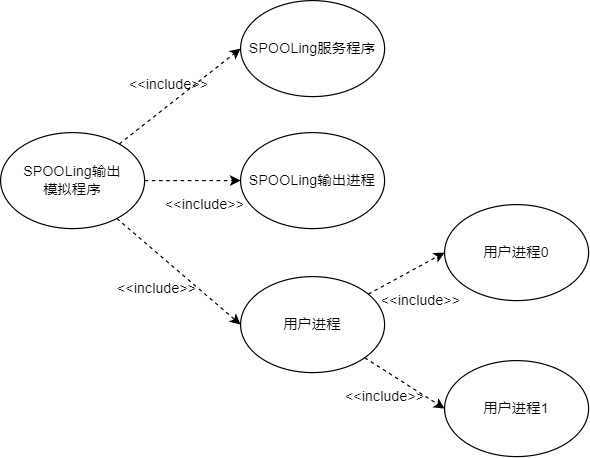 SPOOLing服务程序
<<include>>
SPOOLing输出
模拟程序
SPOOLing输出进程
<<include>>
<<include>>
用户进程
用户进程0
<<include>>
<<include>>
用户进程1